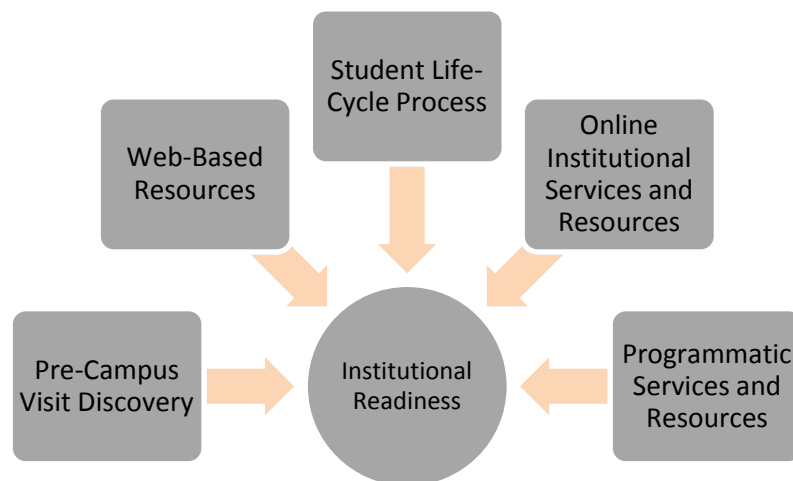 Student Life-
Cycle Process
Web-Based
Resources
Online
Institutional
Services and
Resources
Pre-Campus
Visit Discovery
Institutional
Readiness
Programmatic
Services and
Resources